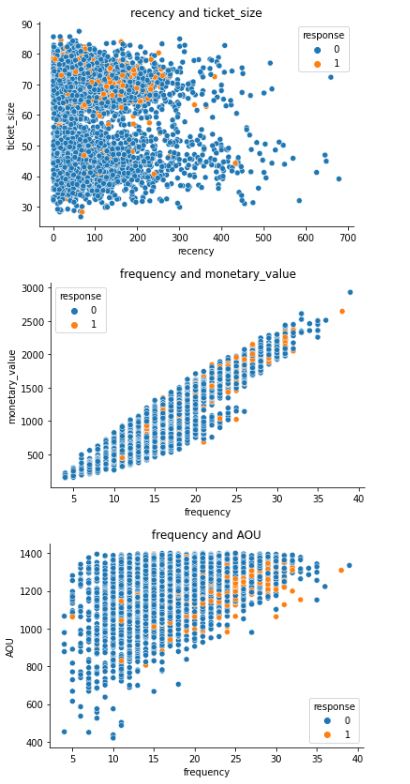 recency and ticket_size
90
80
70
60
50
40
30
ticket_size
response
0
1
0 100 200 300 400 500 600 700
recency
frequency and monetary_value
3000
2500
2000
1500
1000
500
monetary_value
response
0
1
5 10 15 20 25 30 35 40
frequency
frequency and AOU
1400
1200
1000
800
600
400
AOU
response
0
1
5 10 15 20 25 30 35 40
frequency